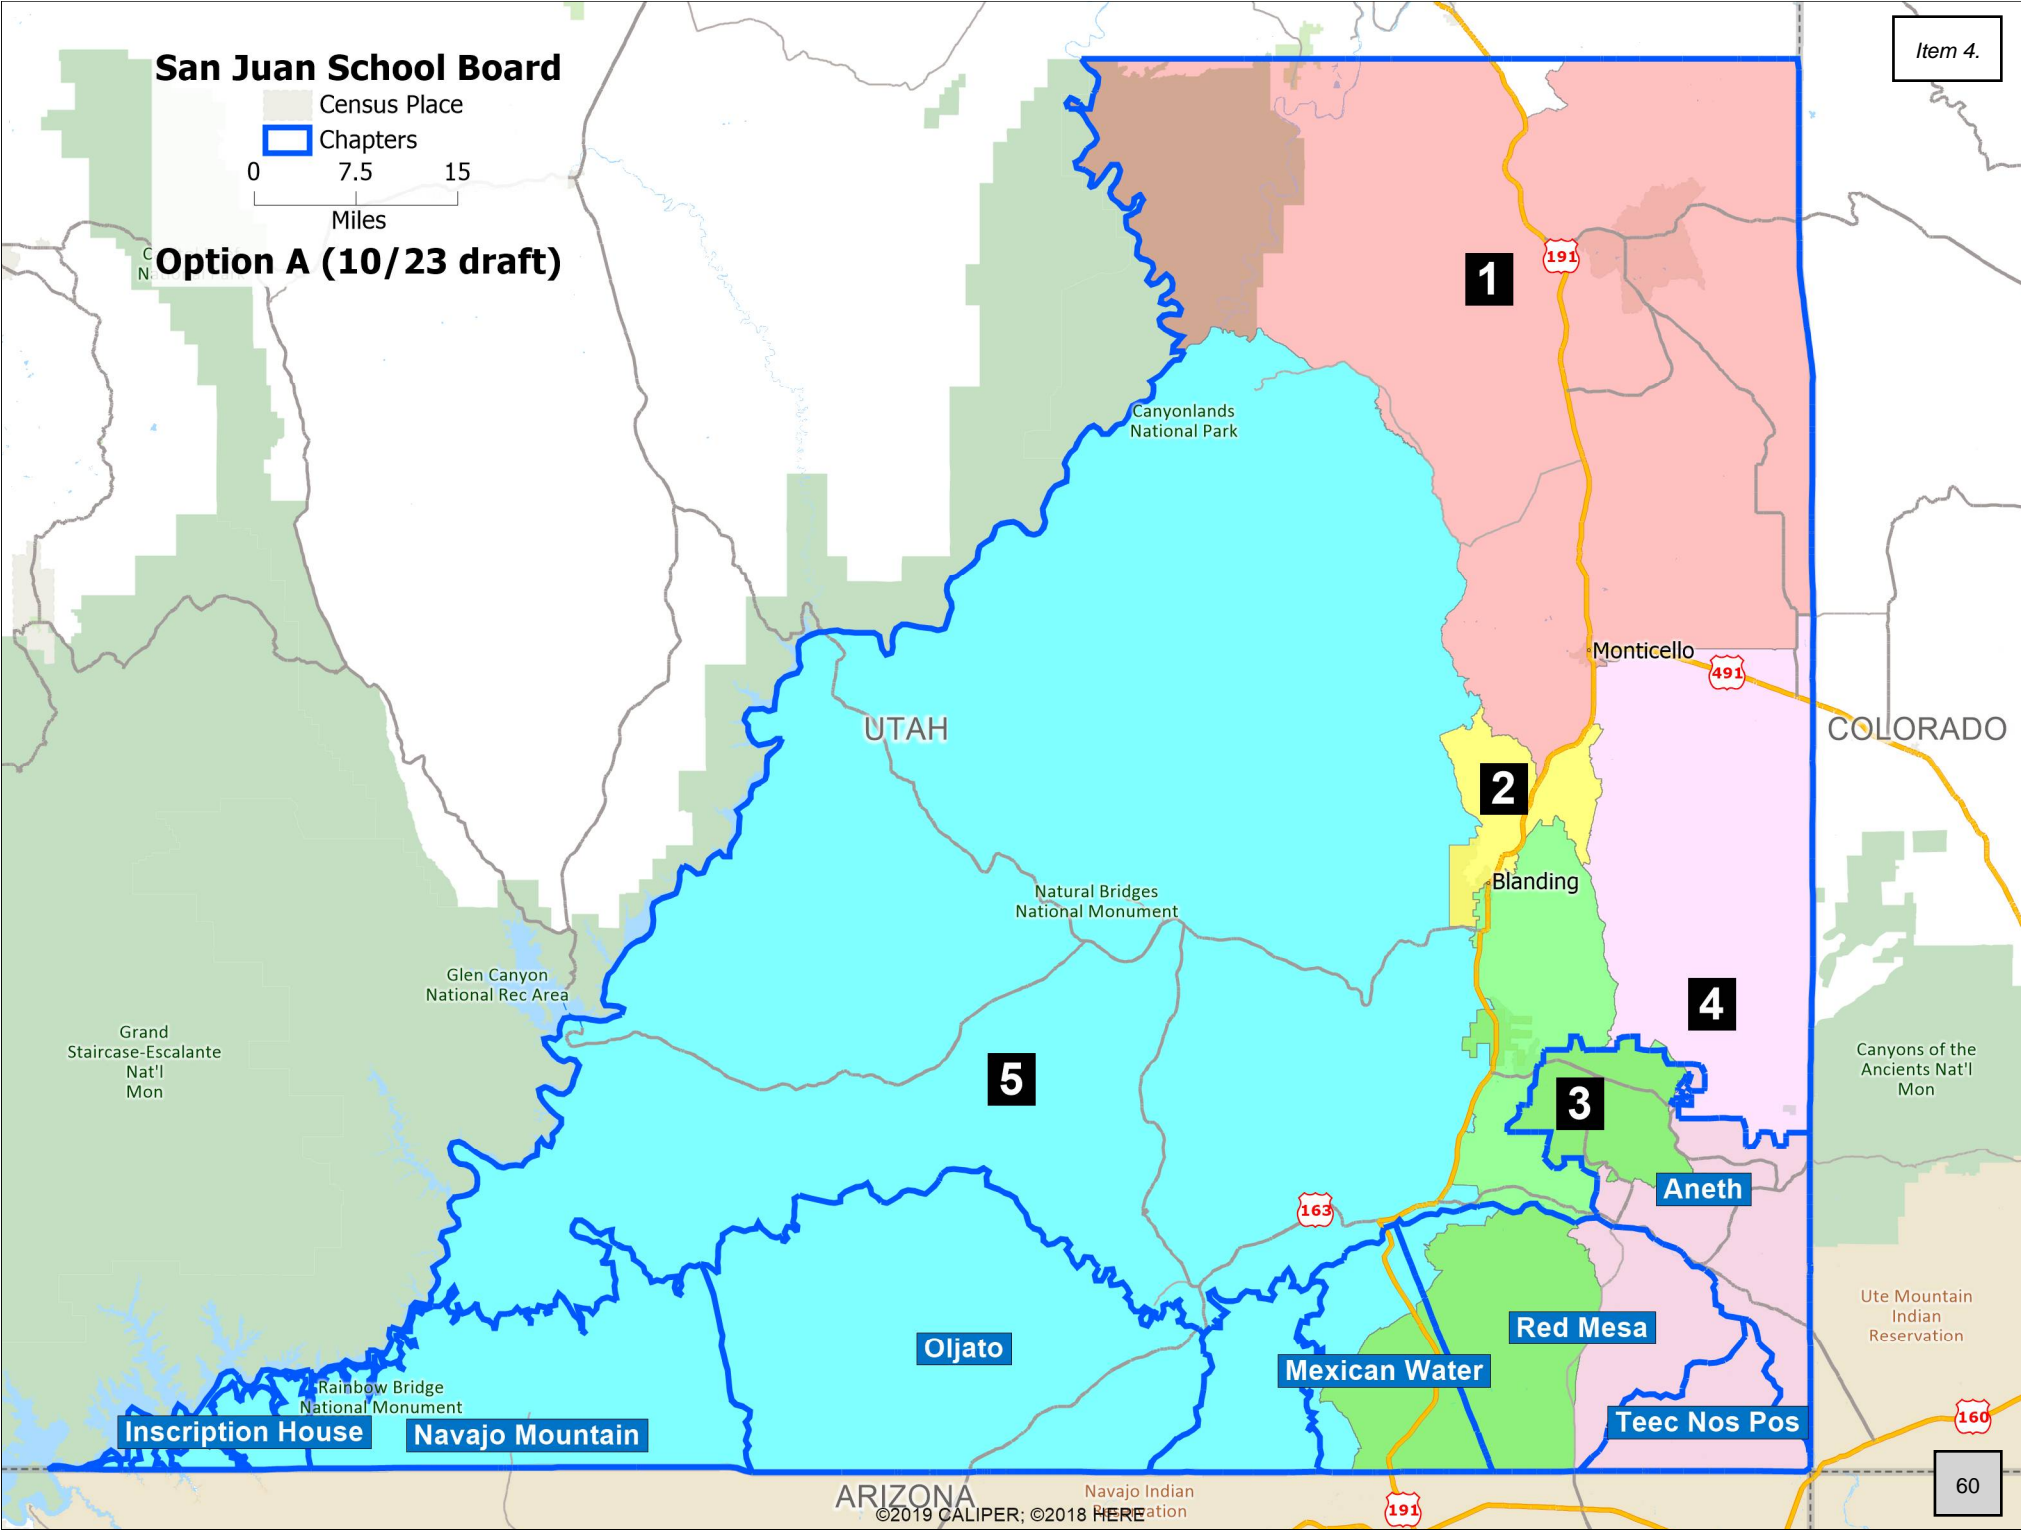 San Juan School Board
Census Place
Chapters
0 7.5 15
Miles
Option A (10/23 draft)
Item 4.
191
1
Canyonlands
National Park
Monticello
491
UTAH
COLORADO
2
Blanding
Natural Bridges
National Monument
Glen Canyon
National Rec Area
4
Grand
Staircase-Escalante
Nat'l
Mon
Canyons of the
Ancients Nat'l
Mon
5
3
Aneth
163
Ute Mountain
Indian
Reservation
Red Mesa
Oljato
Mexican Water
Rainbow Bridge
National Monument
Inscription House
Navajo Mountain
Teec Nos Pos
160
60
ARIZONA
Navajo Indian
191
©2019 CALIPER; ©2018 HERE